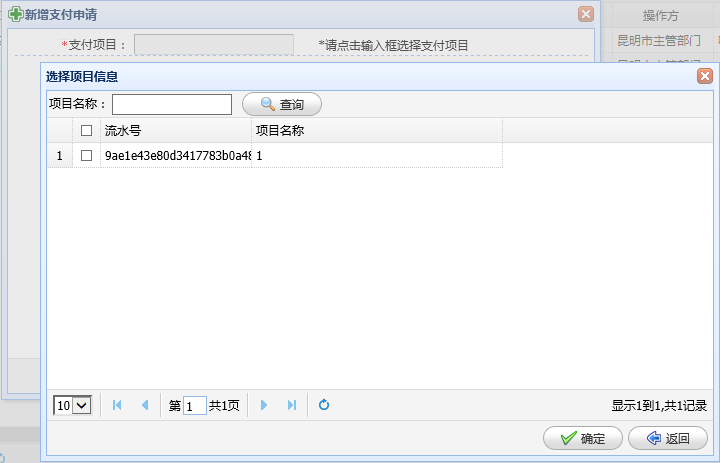 新增支付申请
操作方
*支付项目：
*请点击输入框选择支付项目
昆明市主管部门
选择项目信息
项目名称：
查询
流水号
项目名称
1
9ae1e43e80d3417783b0a48
1
10
第 1 共1页
显示1到1,共1记录
确定
返回